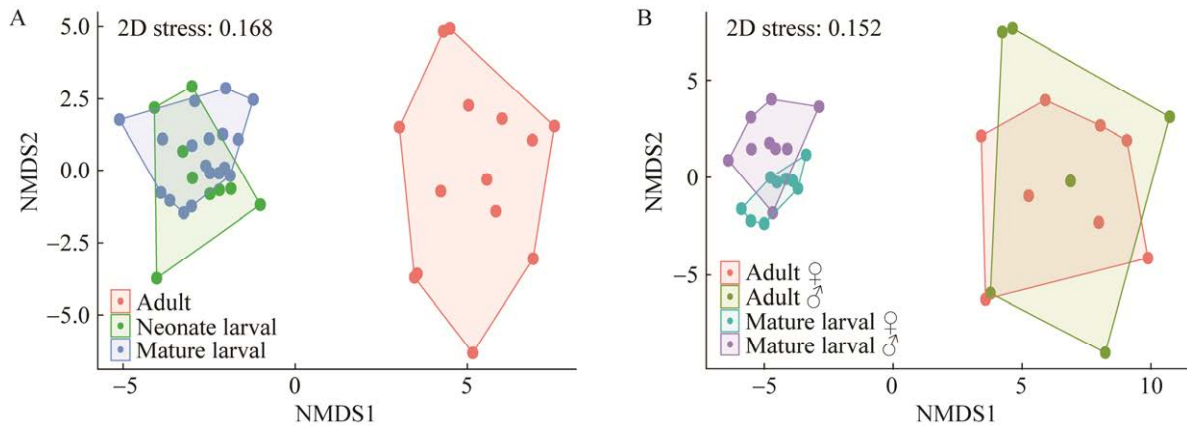 A
2D stress: 0.168
5.0
2.5
0.0
−2.5
−5.0
NMDS2
Adult
Neonate larval
Mature larval
−5
0
5
NMDS1
B
2D stress: 0.152
5
0
−5
NMDS2
Adult ♀
Adult ♂
Mature larval ♀
Mature larval ♂
−5
0
5
10
NMDS1